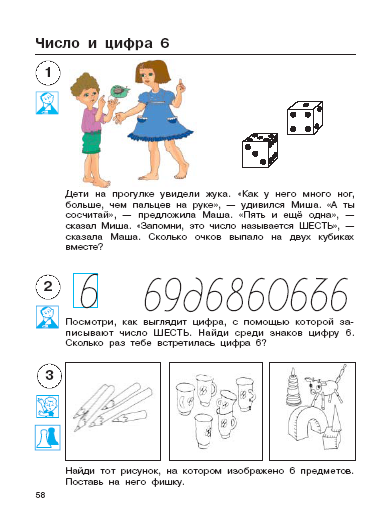 Число и цифра 6
1
Дети на прогулке увидели жука. «Как у него много ног,
больше, чем пальцев на руке», — удивился Миша. «А ты
сосчитай», — предложила Маша. «Пять и ещё одна», —
сказал Миша. «Запомни, это число называется ШЕСТЬ», —
сказала Маша. Сколько очков выпало на двух кубиках
вместе?
2
6 69д6860636
Посмотри, как выглядит цифра, с помощью которой за-
писывают число ШЕСТЬ. Найди среди знаков цифру 6.
Сколько раз тебе встретилась цифра 6?
3
Найди тот рисунок, на котором изображено 6 предметов.
Поставь на него фишку.
58